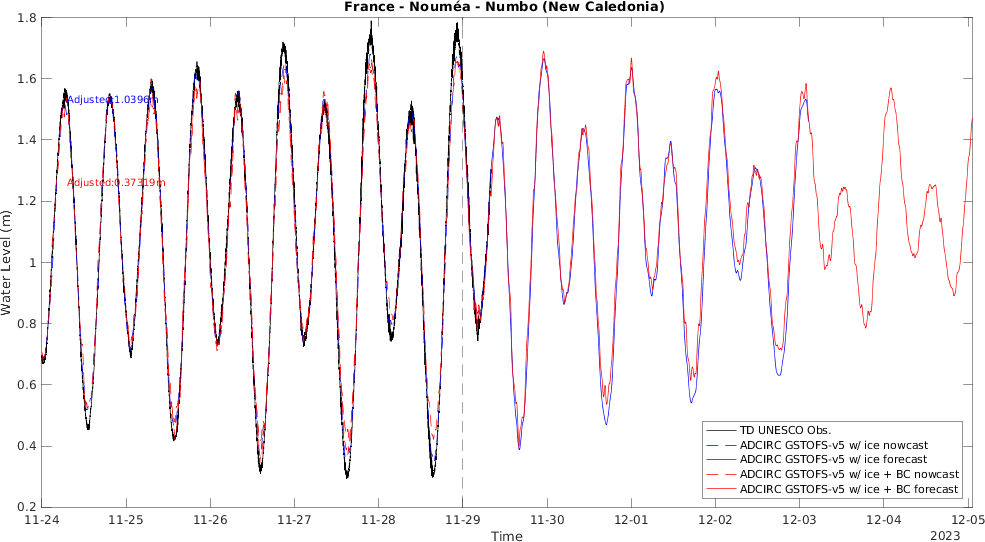 France - Nouméa - Numbo (New Caledonia)
1.8
1.6
1.4
1.2
1
0.8
0.6
0.4
0.2
Water Level (m)
Adjusted:1.0396m
Adjusted:0.37319m
TD UNESCO Obs.
ADCIRC GSTOFS-v5 w/ ice nowcast
ADCIRC GSTOFS-v5 w/ ice forecast
ADCIRC GSTOFS-v5 w/ ice + BC nowcast
ADCIRC GSTOFS-v5 w/ ice + BC forecast
11-24 11-25 11-26 11-27 11-28 11-29 11-30 12-01 12-02 12-03 12-04 12-05
Time
2023